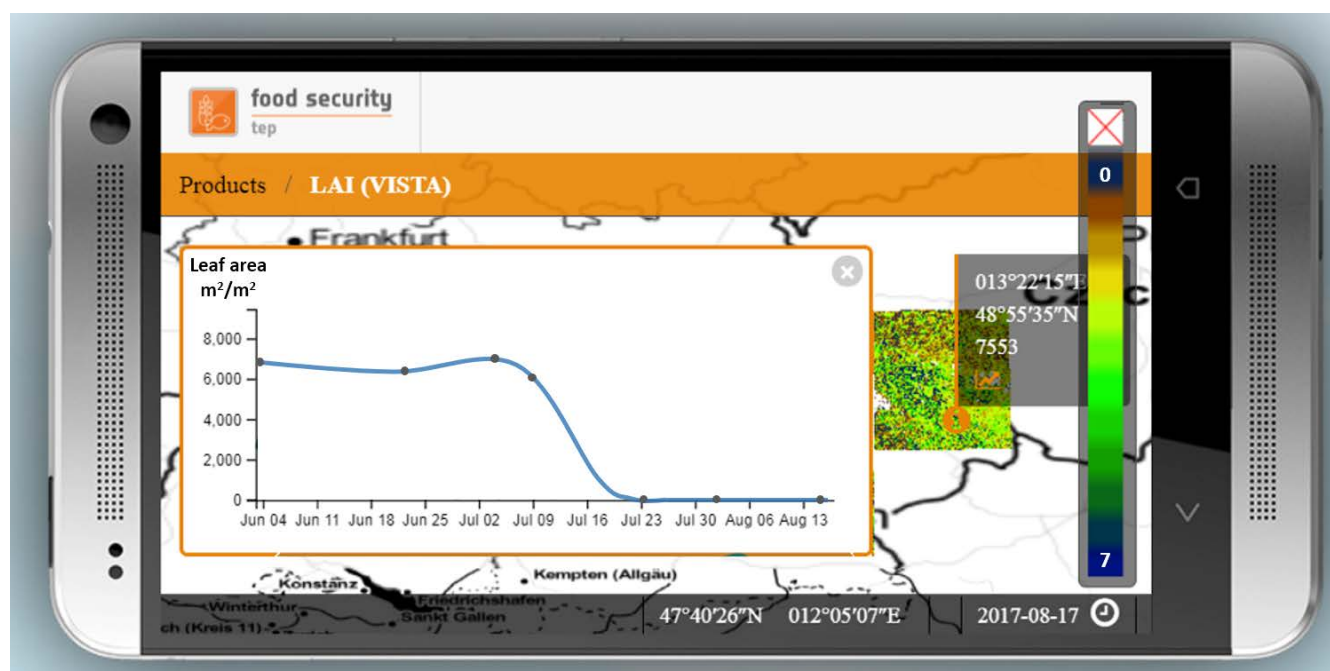 food security
tep
Products / LAI (VISTA)
0
Frankfurt
Leaf area
m²/m²
8,000
6,000
4,000
2,000
0
Jun 04 Jun 11 Jun 18 Jun 25 Jul 02 Jul 09 Jul 16 Jul 23 Jul 30 Aug 06 Aug 13
013°22'15"E
48°55'35"N
7553
7
Konstanz
Kempten (Allgäu)
Winterthur
Friedrichshafen
Sankt Gallen
ch (Kreis 11)
47°40'26"N 012°05'07"E 2017-08-17